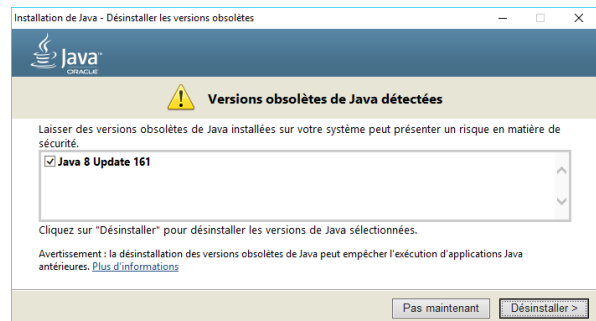 Installation de Java - Désinstaller les versions obsolètes
Java™
ORACLE
Versions obsolètes de Java détectées
Laisser des versions obsolètes de Java installées sur votre système peut présenter un risque en matière de
sécurité.
Java 8 Update 161
Cliquez sur "Désinstaller" pour désinstaller les versions de Java sélectionnées.
Avertissement : la désinstallation des versions obsolètes de Java peut empêcher l'exécution d'applications Java
antérieures. Plus d'informations
Pas maintenant
Désinstaller >